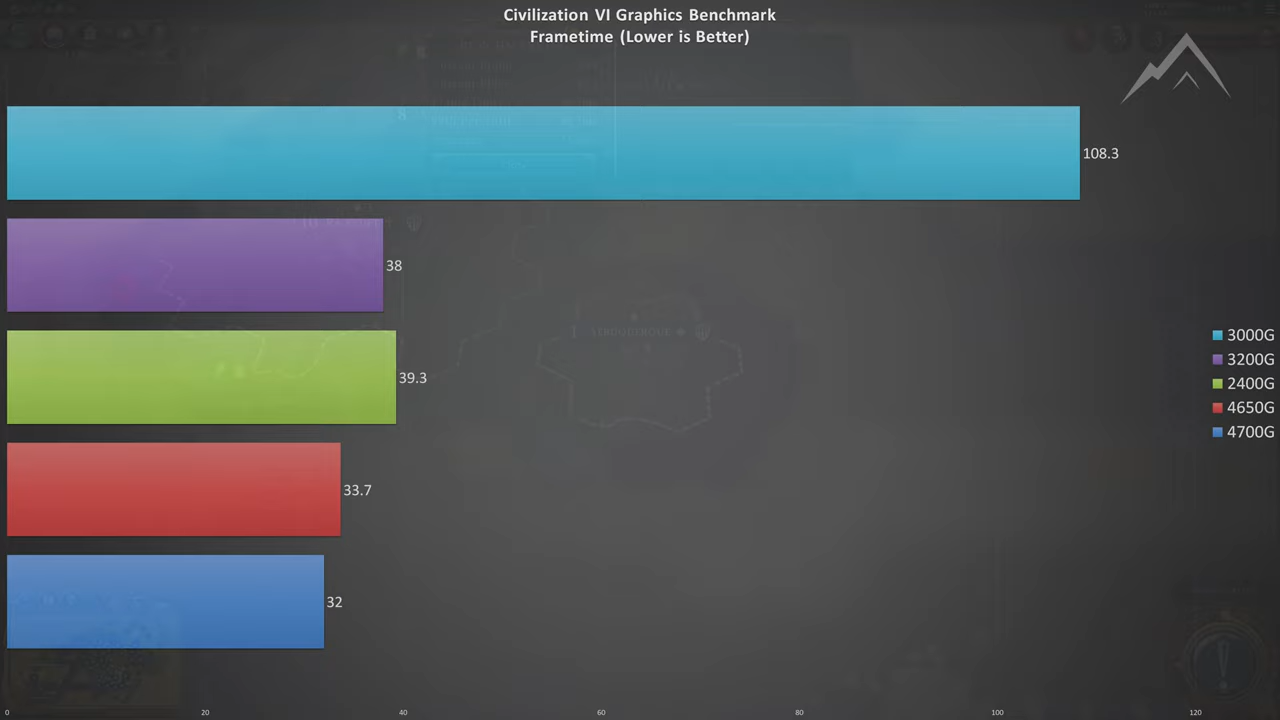 Civilization VI Graphics Benchmark
Frametime (Lower is Better)
108.3
38
39.3
33.7
32
3000G
3200G
2400G
4650G
4700G
0 20 40 60 80 100 120